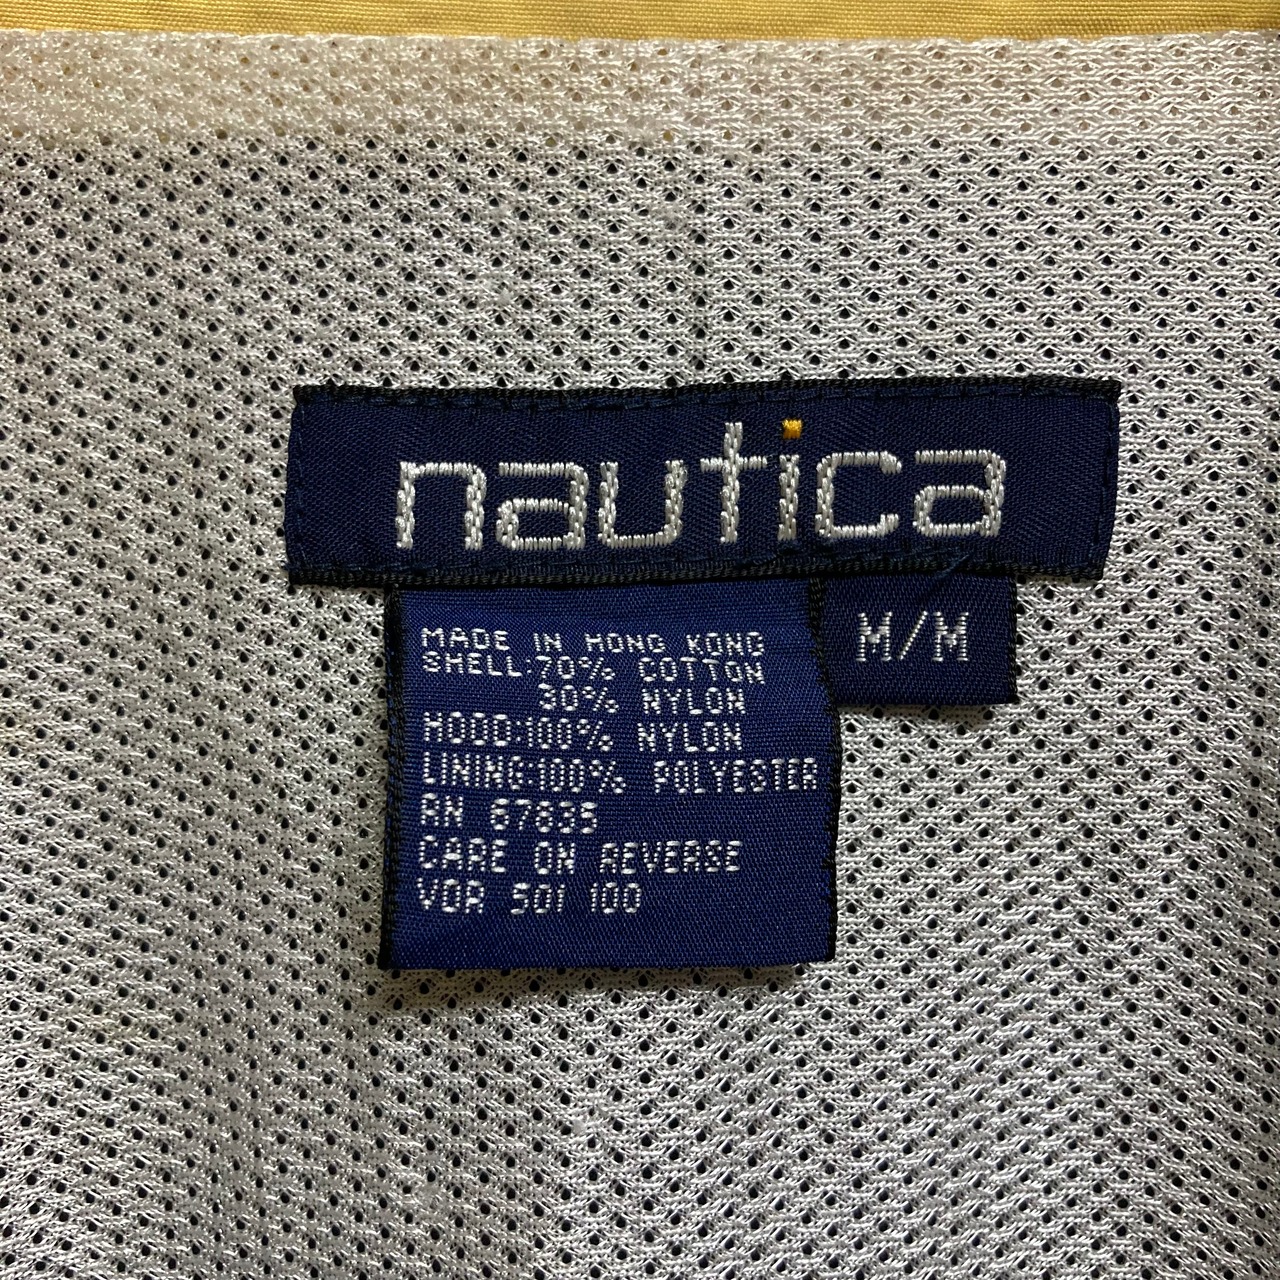 nautica
M/M
MADE IN HONG KONG
SHELL:70% COTTON
30% NYLON
HOOD:100% NYLON
LINING:100% POLYESTER
RN 67835
CARE ON REVERSE
VOR 501 100